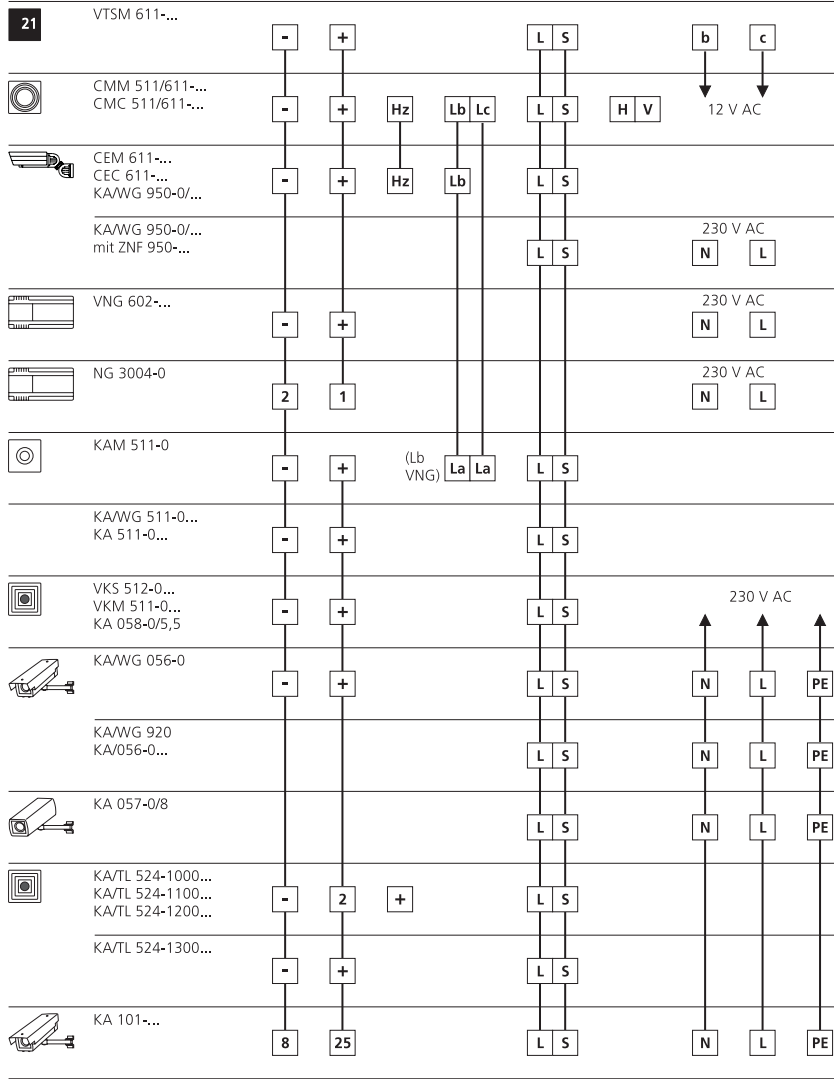 21 VTSM 611-...
- + L S b c
CMM 511/611-...
CMC 511/611-...
- + Hz Lb Lc L S H V 12 V AC
CEM 611-...
CEC 611-...
KA/WG 950-0/...
- + Hz Lb L S
KA/WG 950-0/...
mit ZNF 950-...
230 V AC
L S N L
VNG 602-...
230 V AC
- + N L
NG 3004-0
230 V AC
2 1 N L
KAM 511-0
(Lb
VNG)
- + La La L S
KA/WG 511-0...
KA 511-0...
- + L S
VKS 512-0...
VKM 511-0...
KA 058-0/5,5
230 V AC
- + L S
KA/WG 056-0
- + L S N L PE
KA/WG 920
KA/056-0...
L S N L PE
KA 057-0/8
L S N L PE
KA/TL 524-1000...
KA/TL 524-1100...
KA/TL 524-1200...
- 2 + L S
KA/TL 524-1300...
- + L S
KA 101-...
8 25 L S N L PE